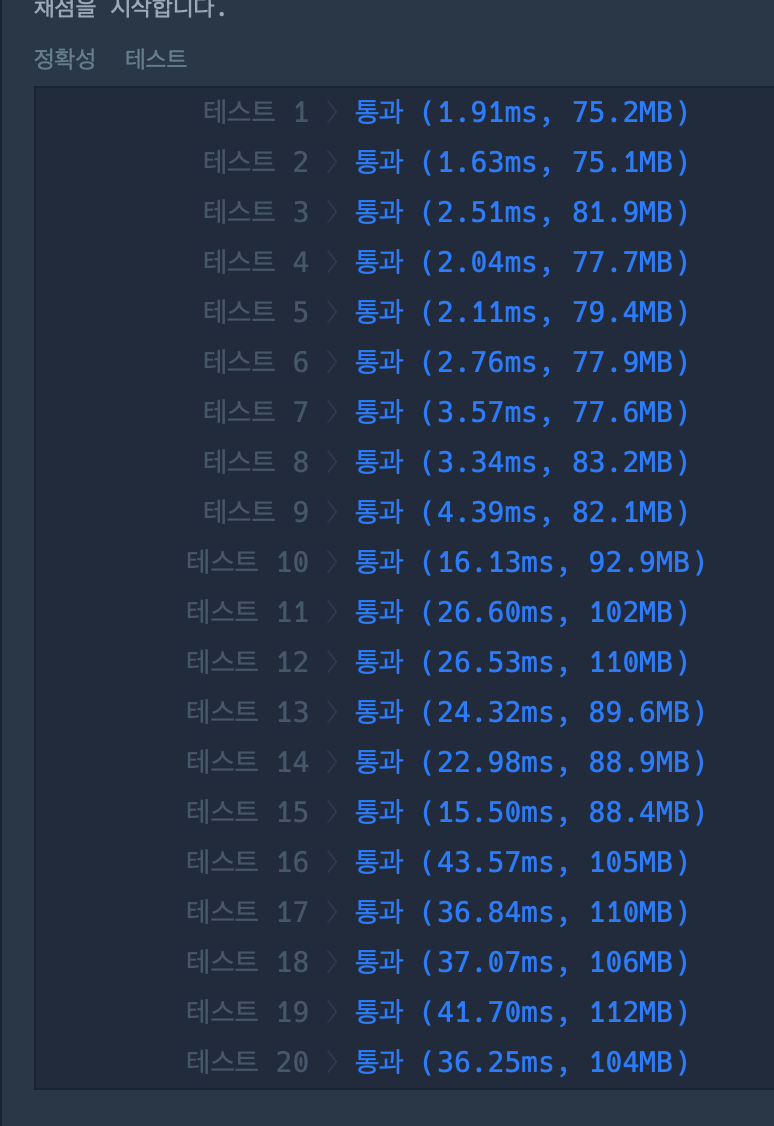 채점을 시작합니다.
정확성 테스트
테스트 1 〉 통과 (1.91ms, 75.2MB)
테스트 2 〉 통과 (1.63ms, 75.1MB)
테스트 3 〉 통과 (2.51ms, 81.9MB)
테스트 4 〉 통과 (2.04ms, 77.7MB)
테스트 5 〉 통과 (2.11ms, 79.4MB)
테스트 6 〉 통과 (2.76ms, 77.9MB)
테스트 7 〉 통과 (3.57ms, 77.6MB)
테스트 8 〉 통과 (3.34ms, 83.2MB)
테스트 9 〉 통과 (4.39ms, 82.1MB)
테스트 10 〉 통과 (16.13ms, 92.9MB)
테스트 11 〉 통과 (26.60ms, 102MB)
테스트 12 〉 통과 (26.53ms, 110MB)
테스트 13 〉 통과 (24.32ms, 89.6MB)
테스트 14 〉 통과 (22.98ms, 88.9MB)
테스트 15 〉 통과 (15.50ms, 88.4MB)
테스트 16 〉 통과 (43.57ms, 105MB)
테스트 17 〉 통과 (36.84ms, 110MB)
테스트 18 〉 통과 (37.07ms, 106MB)
테스트 19 〉 통과 (41.70ms, 112MB)
테스트 20 〉 통과 (36.25ms, 104MB)